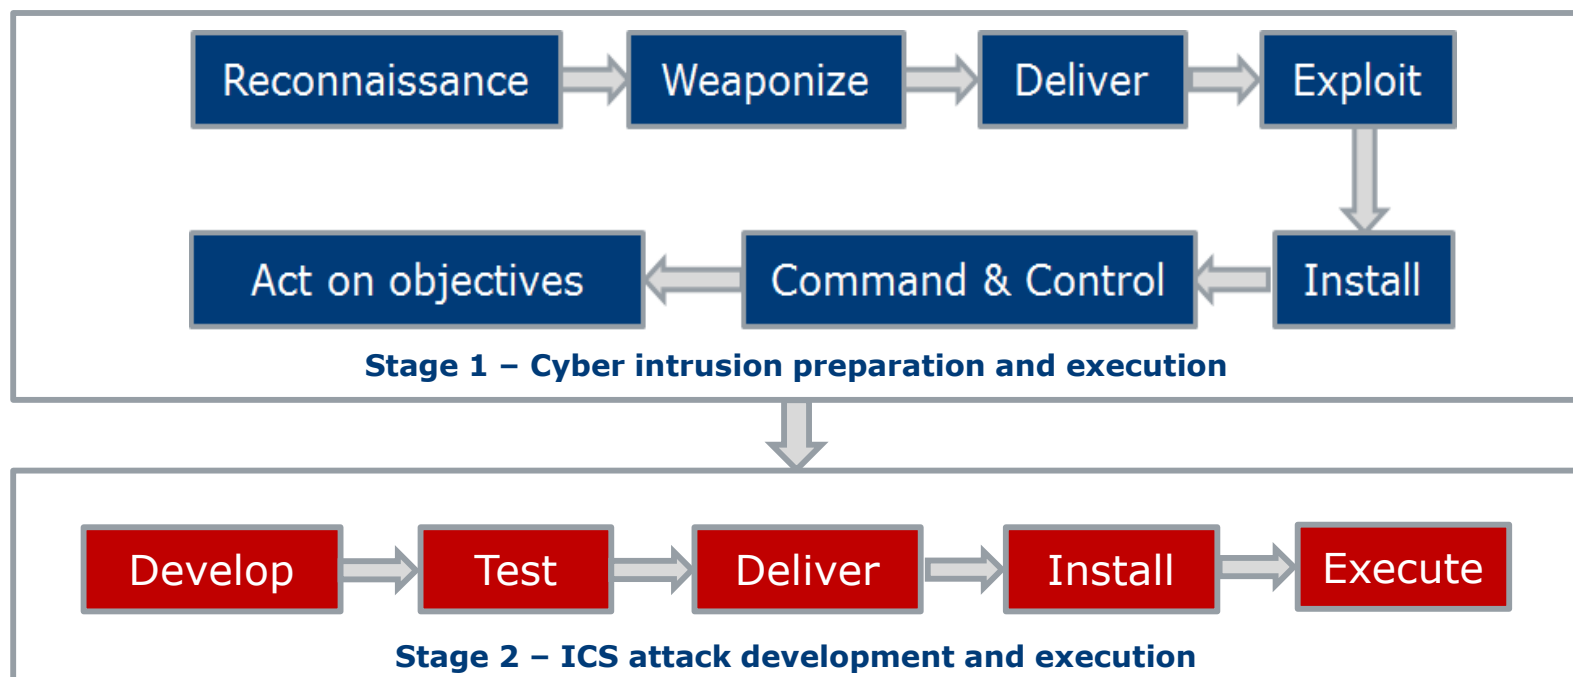 Reconnaissance
Weaponize
Deliver
Exploit
Act on objectives
Command & Control
Install
Stage 1 – Cyber intrusion preparation and execution
Develop
Test
Deliver
Install
Execute
Stage 2 – ICS attack development and execution